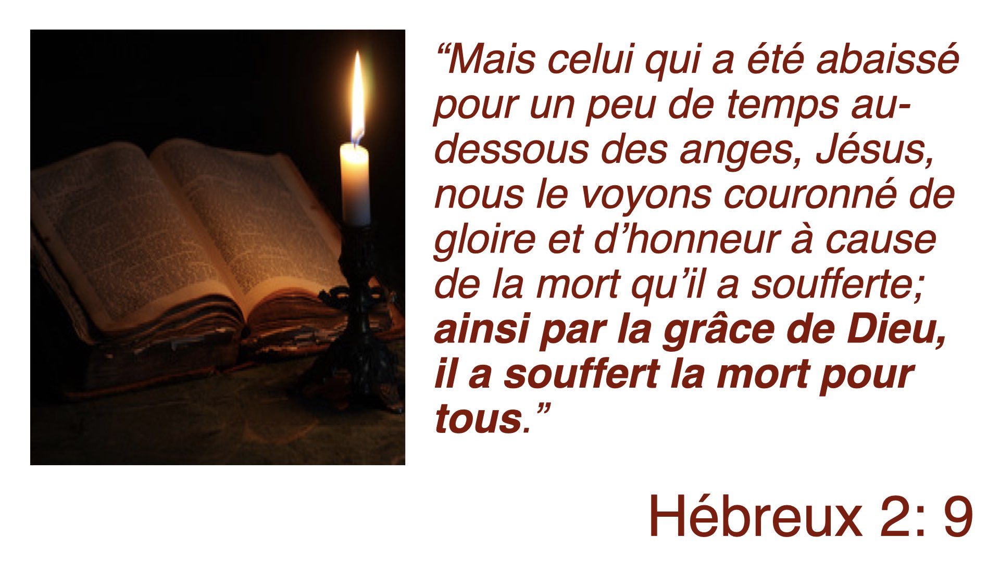 “Mais celui qui a été abaissé
pour un peu de temps au-
dessous des anges, Jésus,
nous le voyons couronné de
gloire et d’honneur à cause
de la mort qu’il a soufferte;
ainsi par la grâce de Dieu,
il a souffert la mort pour
tous.”
Hébreux 2: 9